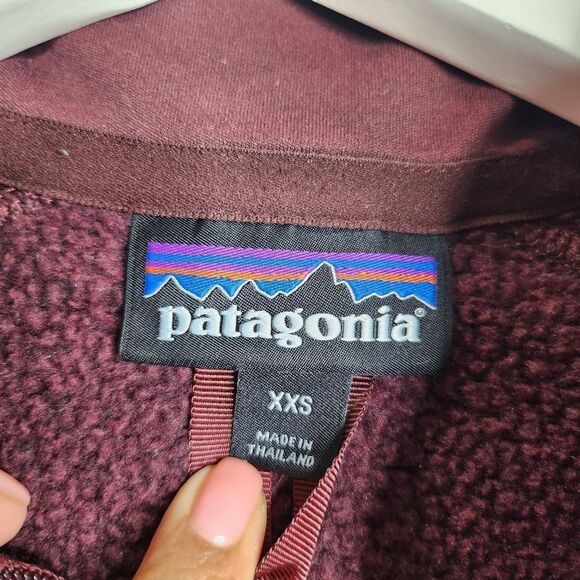 patagonia®
XXS
MADE IN
THAILAND